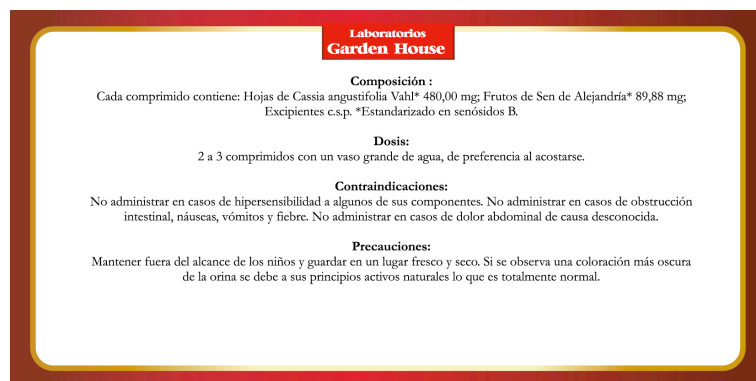 Laboratorios
Garden House
Composición :
Cada comprimido contiene: Hojas de Cassia angustifolia Vahl* 480,00 mg; Frutos de Sen de Alejandría* 89,88 mg;
Excipientes c.s.p. *Estandarizado en senósidos B.
Dosis:
2 a 3 comprimidos con un vaso grande de agua, de preferencia al acostarse.
Contraindicaciones:
No administrar en casos de hipersensibilidad a algunos de sus componentes. No administrar en casos de obstrucción
intestinal, náuseas, vómitos y fiebre. No administrar en casos de dolor abdominal de causa desconocida.
Precauciones:
Mantener fuera del alcance de los niños y guardar en un lugar fresco y seco. Si se observa una coloración más oscura
de la orina se debe a sus principios activos naturales lo que es totalmente normal.